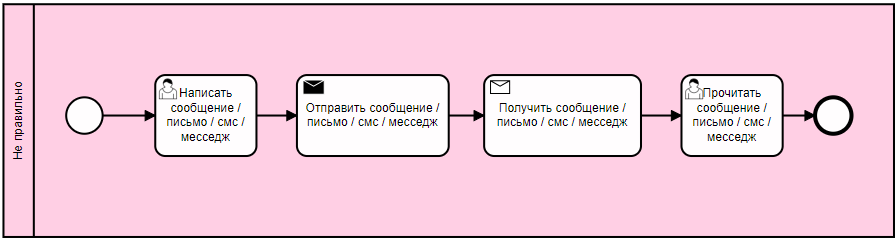 Не правильно
Написать
сообщение /
письмо / смс /
месседж
Отправить сообщение /
письмо / смс / месседж
Получить сообщение /
письмо / смс / месседж
Прочитать
сообщение /
письмо / смс /
месседж